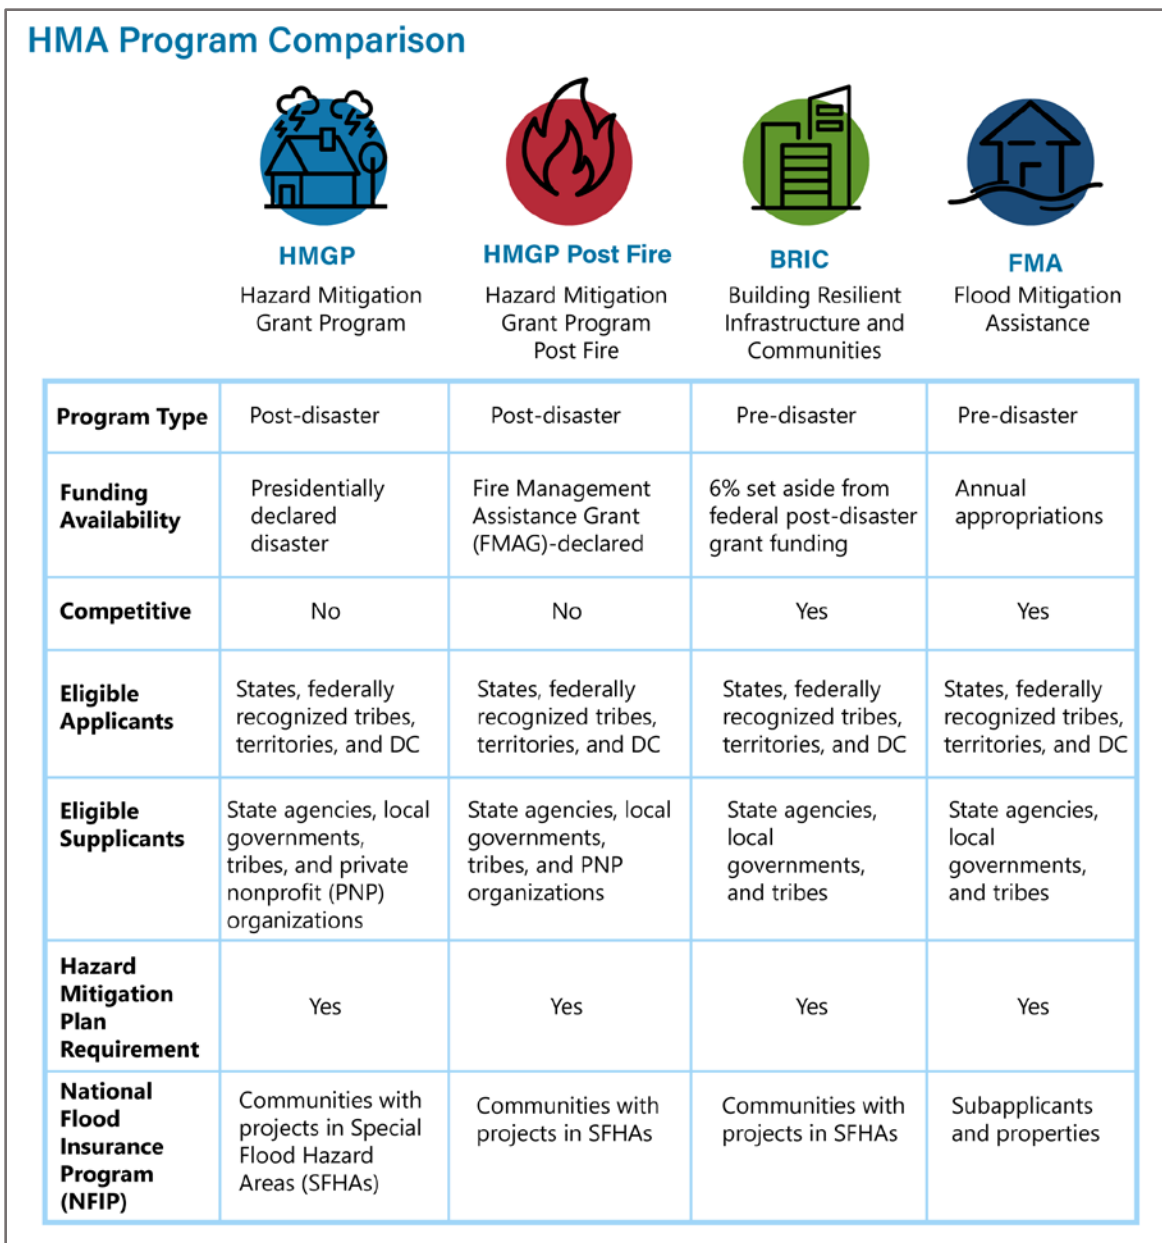 HMA Program Comparison
HMGP
Hazard Mitigation
Grant Program
HMGP Post Fire
Hazard Mitigation
Grant Program
Post Fire
BRIC
Building Resilient
Infrastructure and
Communities
FMA
Flood Mitigation
Assistance
Program Type
Post-disaster
Post-disaster
Pre-disaster
Pre-disaster
Funding
Availability
Presidentially
declared
disaster
Fire Management
Assistance Grant
(FMAG)-declared
6% set aside from
federal post-disaster
grant funding
Annual
appropriations
Competitive
No
No
Yes
Yes
Eligible
Applicants
States, federally
recognized tribes,
territories, and DC
States, federally
recognized tribes,
territories, and DC
States, federally
recognized tribes,
territories, and DC
States, federally
recognized tribes,
territories, and DC
Eligible
Supplicants
State agencies, local
governments,
tribes, and private
nonprofit (PNP)
organizations
State agencies, local
governments,
tribes, and PNP
organizations
State agencies,
local
governments,
and tribes
State agencies,
local
governments,
and tribes
Hazard
Mitigation
Plan
Requirement
Yes
Yes
Yes
Yes
National
Flood
Insurance
Program
(NFIP)
Communities with
projects in Special
Flood Hazard
Areas (SFHAs)
Communities with
projects in SFHAs
Communities with
projects in SFHAs
Subapplicants
and properties